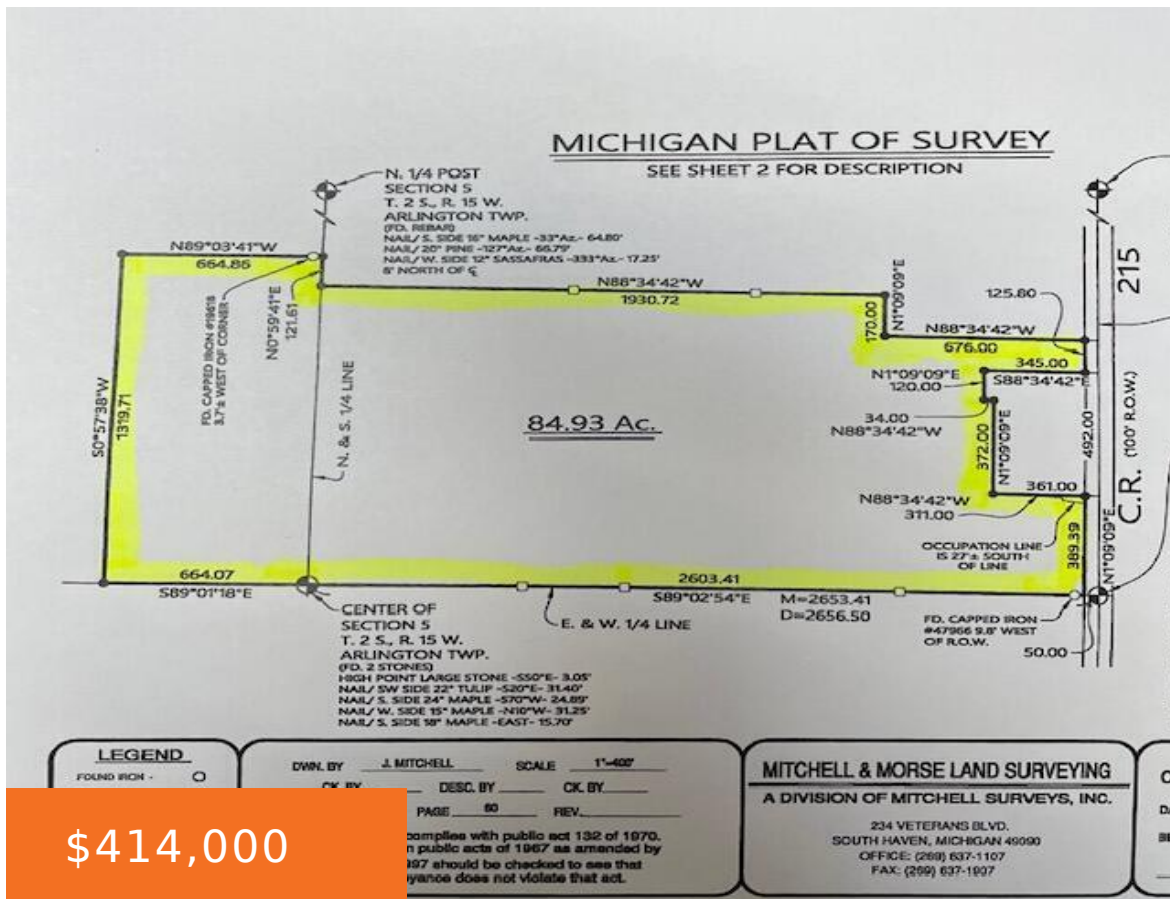 MICHIGAN PLAT OF SURVEY
SEE SHEET 2 FOR DESCRIPTION
N. 1/4 POST
SECTION 5
T. 2 S., R. 15 W.
ARLINGTON TWP.
(FD. REBAR)
NAIL/ S. SIDE 16" MAPLE -33°Az.- 64.80'
NAIL/ 20" PINE -127°Az.- 66.79'
NAIL/ W. SIDE 12" SASSAFRAS -333°Az.- 17.25'
8' NORTH OF ℄
N89°03'41"W
664.86
FD. CAPPED IRON #19618
3.7'± WEST OF CORNER
N0°59'41"E
121.61
N88°34'42"W
1930.72
170.00
N1°09'09"E
125.80
215
N88°34'42"W
676.00
345.00
S88°34'42"E
N1°09'09"E
120.00
34.00
N88°34'42"W
372.00
N1°09'09"E
492.00
C.R. (100' R.O.W.)
S0°57'38"W
1319.71
N. & S. 1/4 LINE
84.93 Ac.
361.00
N88°34'42"W
311.00
OCCUPATION LINE
IS 27'± SOUTH
OF LINE
389.39
N1°09'09"E
664.07
S89°01'18"E
2603.41
S89°02'54"E
M=2653.41
D=2656.50
E. & W. 1/4 LINE
FD. CAPPED IRON
#47966 9.8' WEST
OF R.O.W.
50.00
CENTER OF
SECTION 5
T. 2 S., R. 15 W.
ARLINGTON TWP.
(FD. 2 STONES)
HIGH POINT LARGE STONE -S50°E- 3.05'
NAIL/ SW SIDE 22" TULIP -S20°E- 31.40'
NAIL/ S. SIDE 24" MAPLE -S70°W- 24.89'
NAIL/ W. SIDE 15" MAPLE -N10°W- 31.25'
NAIL/ S. SIDE 18" MAPLE -EAST- 15.70'
LEGEND
FOUND IRON - O
DWN. BY J. MITCHELL SCALE 1"=400'
CK. BY DESC. BY CK. BY
PAGE 60 REV.
complies with public act 132 of 1970.
n public acts of 1967 as amended by
997 should be checked to see that
yance does not violate that act.
MITCHELL & MORSE LAND SURVEYING
A DIVISION OF MITCHELL SURVEYS, INC.
234 VETERANS BLVD.
SOUTH HAVEN, MICHIGAN 49090
OFFICE: (269) 637-1107
FAX: (269) 637-1907
$414,000